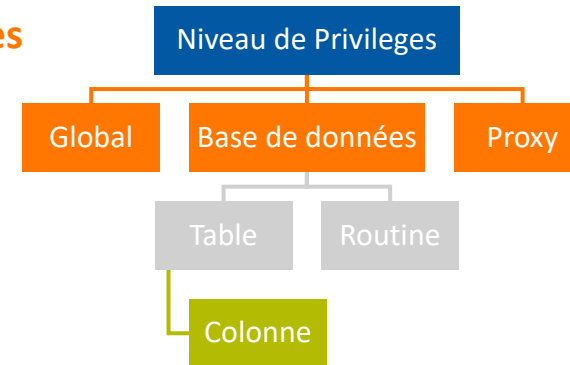 es
Niveau de Privileges
Global Base de données Proxy
Table Routine
Colonne